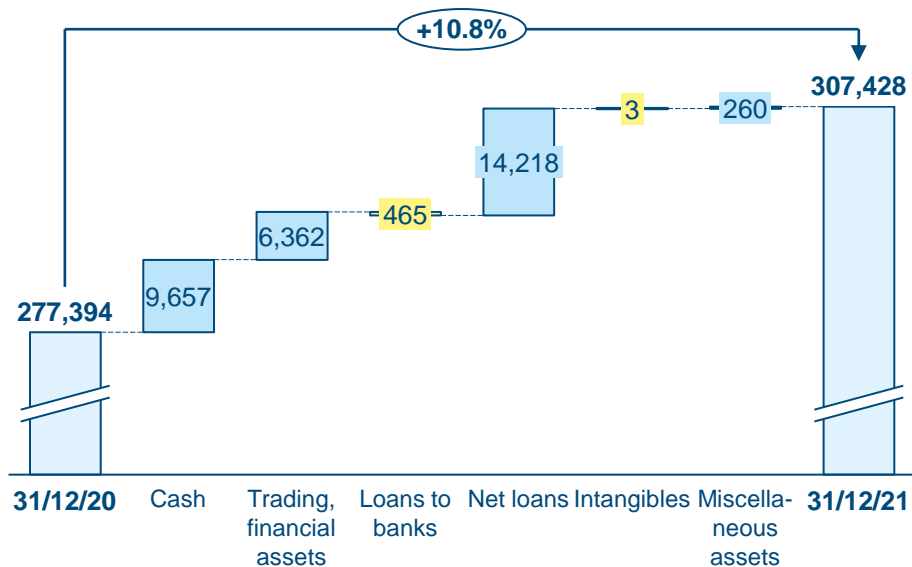 +10.8%
307,428
3
260
14,218
465
6,362
9,657
277,394
31/12/20
Cash
Trading,
financial
assets
Loans to
banks
Net loans
Intangibles
Miscella-
neous
assets
31/12/21